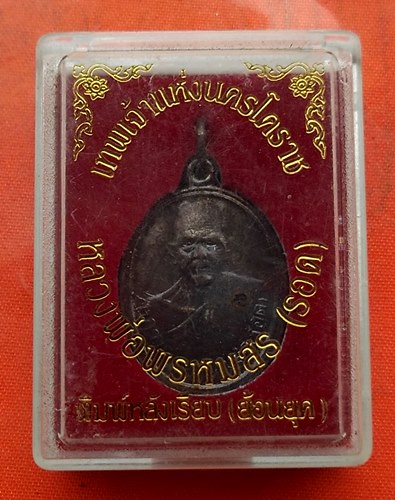 เทพเจ้าแห่งนครโคราช
หลวงพ่อพรหมสร (รอด)
พิมพ์หลังเรียบ (ย้อนยุค)